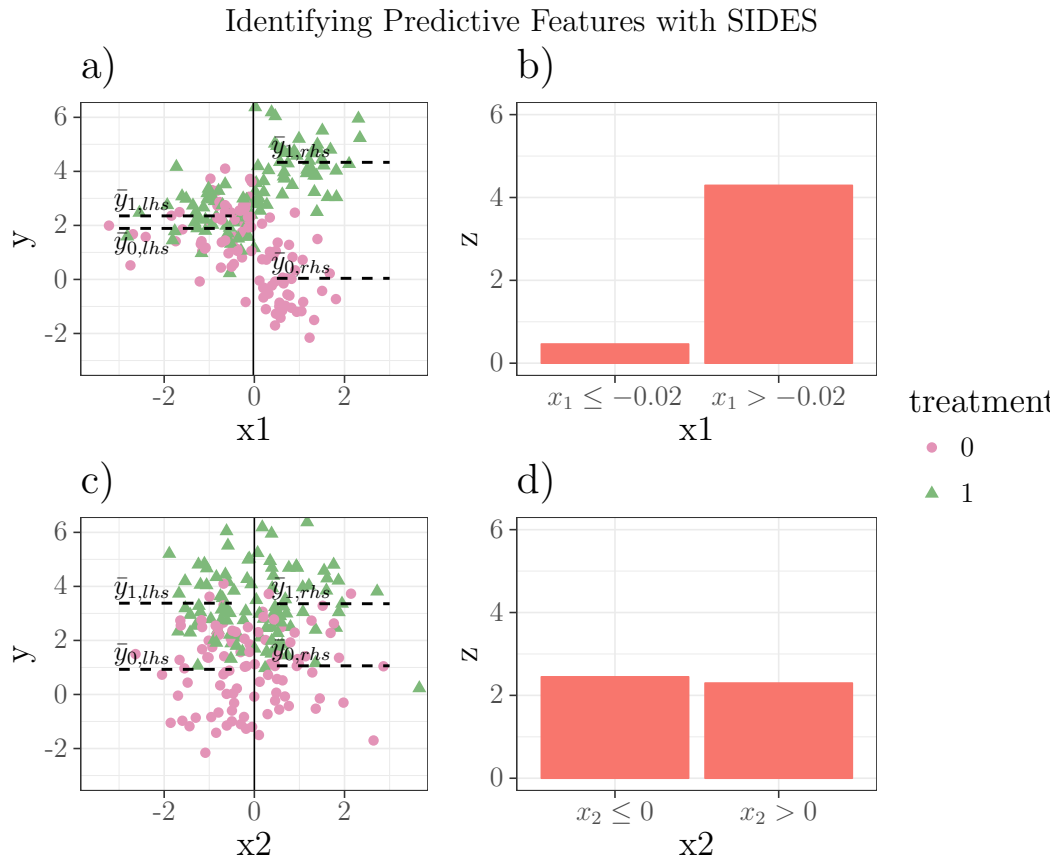 Identifying Predictive Features with SIDES
a)
b)
6
4
2
0
-2
y
ȳ1,lhs
ȳ0,lhs
ȳ1,rhs
ȳ0,rhs
-2 0 2
x1
6
4
2
0
z
x1 ≤ −0.02 x1 > −0.02
x1
treatment
0
1
c)
d)
6
4
2
0
-2
y
ȳ1,lhs
ȳ0,lhs
ȳ1,rhs
ȳ0,rhs
-2 0 2
x2
6
4
2
0
z
x2 ≤ 0 x2 > 0
x2